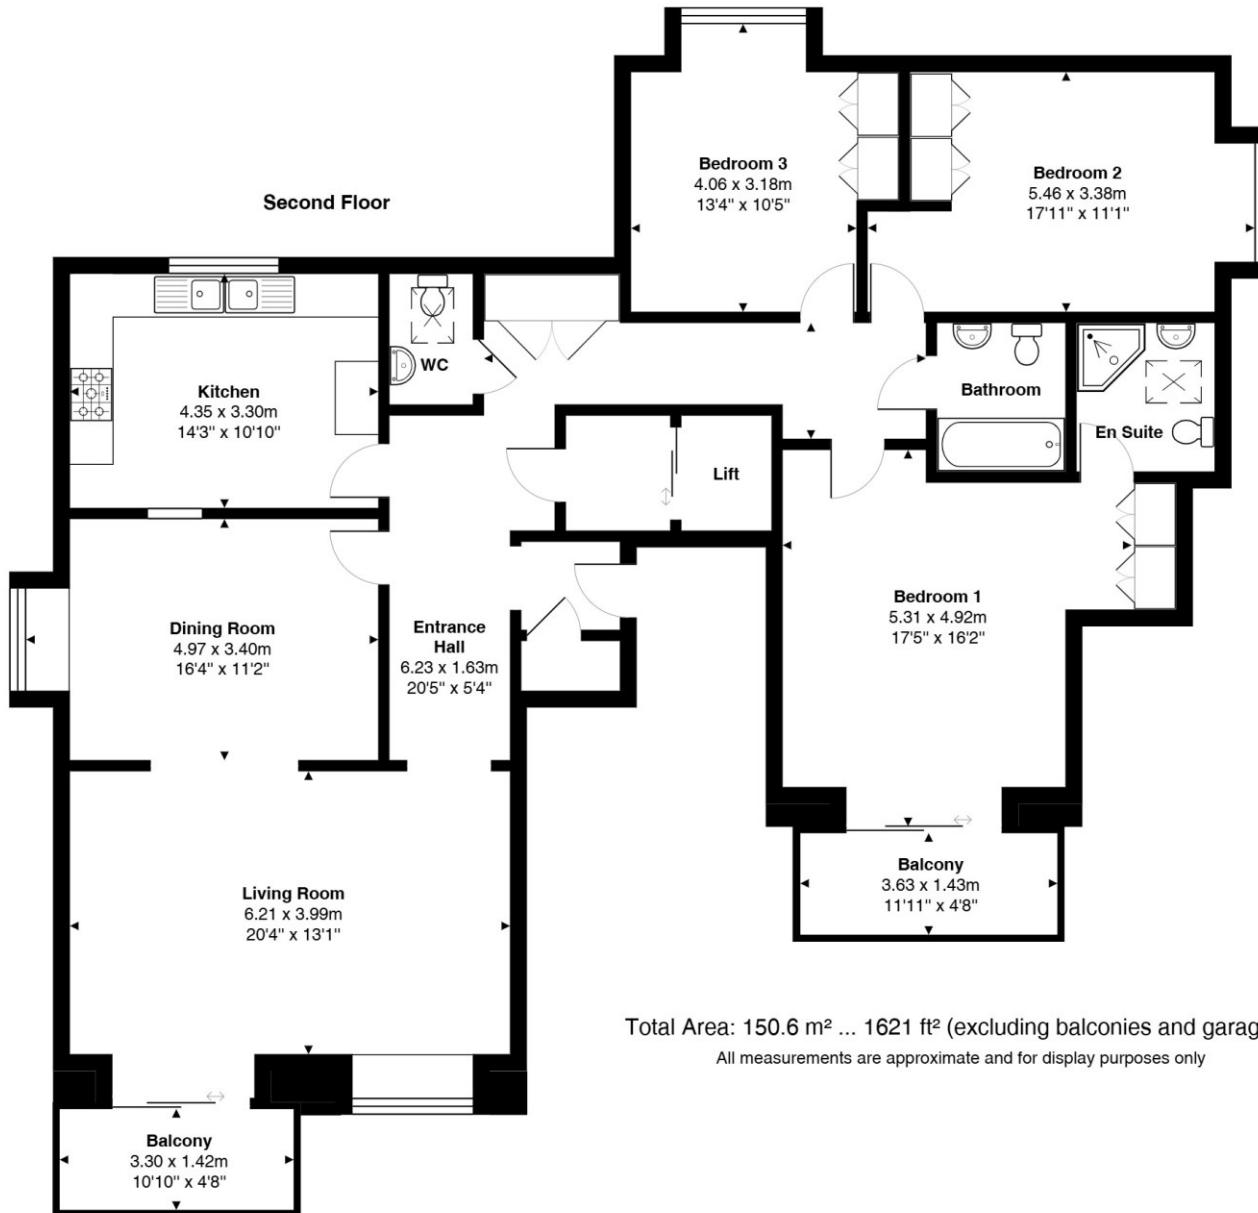 Second Floor
Bedroom 3
4.06 x 3.18m
13'4" x 10'5"
Bedroom 2
5.46 x 3.38m
17'11" x 11'1"
Kitchen
4.35 x 3.30m
14'3" x 10'10"
WC
Bathroom
En Suite
Lift
Dining Room
4.97 x 3.40m
16'4" x 11'2"
Entrance
Hall
6.23 x 1.63m
20'5" x 5'4"
Bedroom 1
5.31 x 4.92m
17'5" x 16'2"
Living Room
6.21 x 3.99m
20'4" x 13'1"
Balcony
3.63 x 1.43m
11'11" x 4'8"
Balcony
3.30 x 1.42m
10'10" x 4'8"
Total Area: 150.6 m² ... 1621 ft² (excluding balconies and garag
All measurements are approximate and for display purposes only